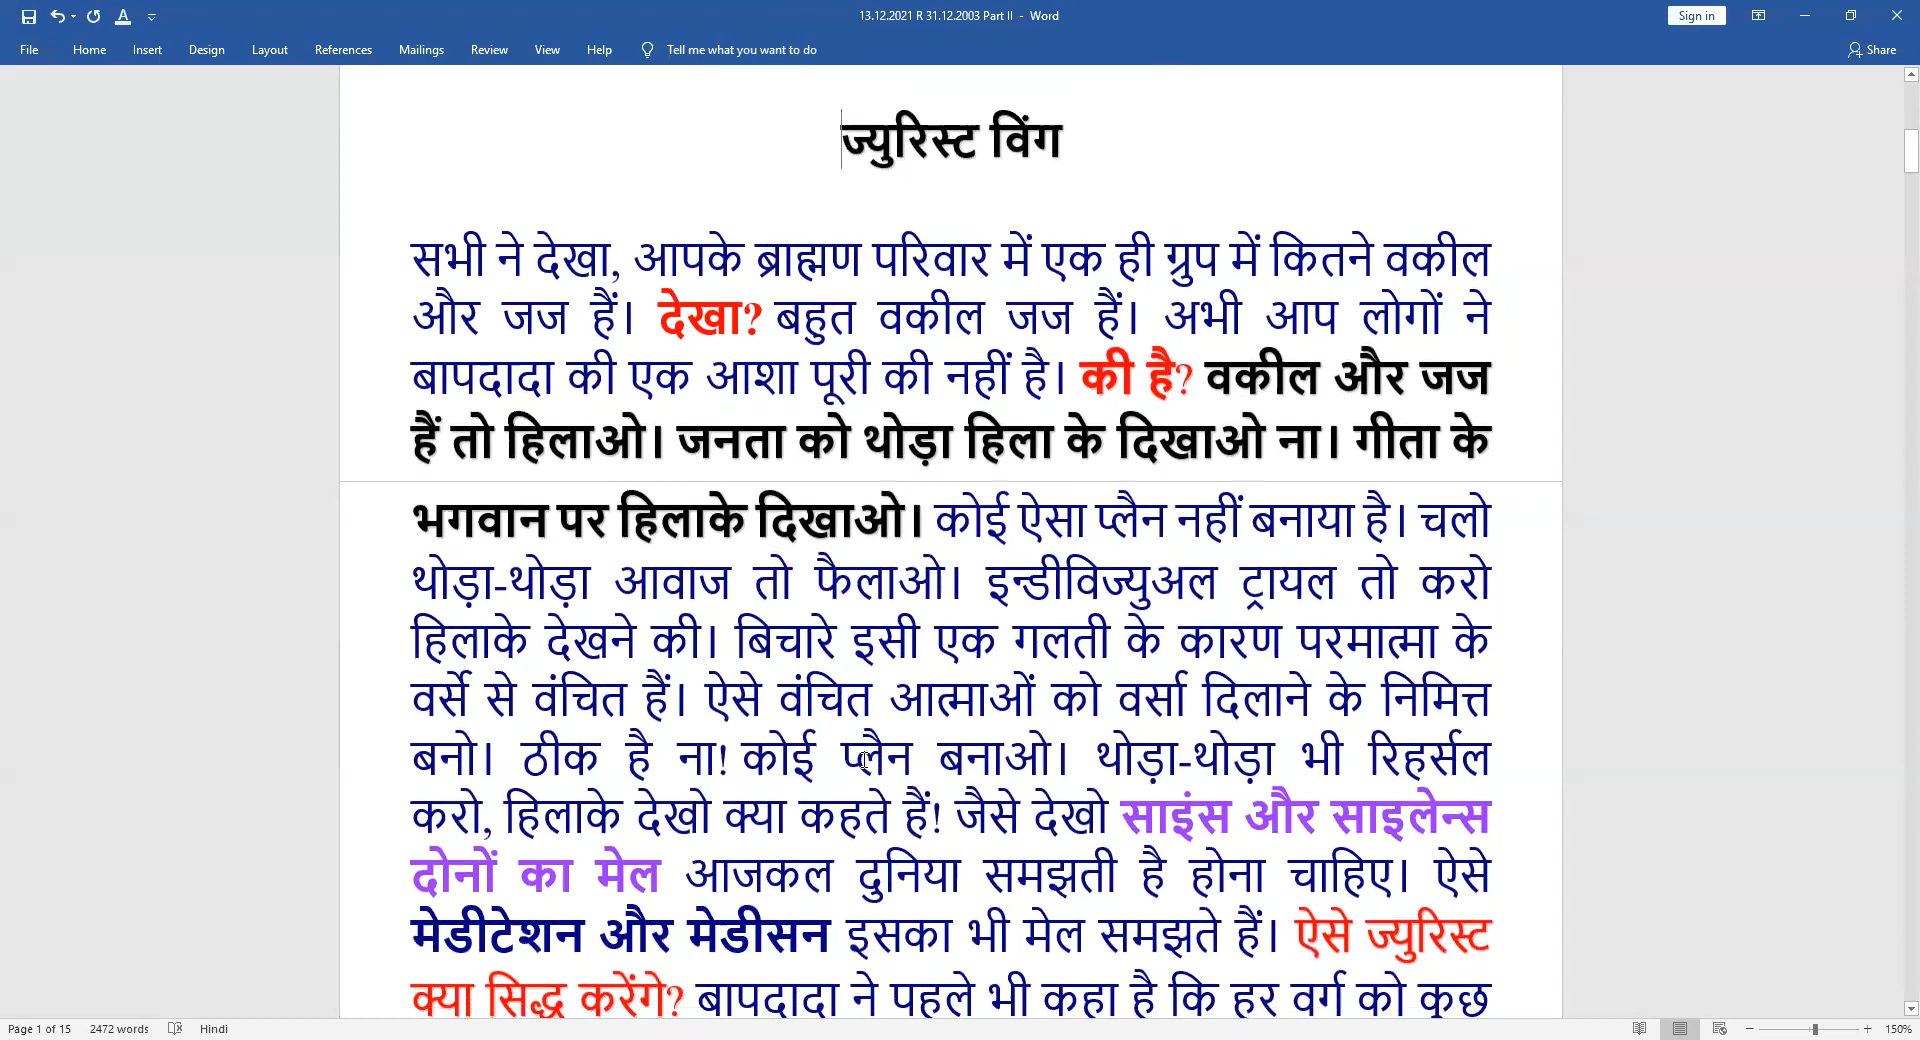 13.12.2021 R 31.12.2003 Part II - Word
Sign in
File Home Insert Design Layout References Mailings Review View Help Tell me what you want to do Share
ज्युरिस्ट विंग
सभी ने देखा, आपके ब्राह्मण परिवार में एक ही ग्रुप में कितने वकील
और जज हैं। देखा? बहुत वकील जज हैं। अभी आप लोगों ने
बापदादा की एक आशा पूरी की नहीं है। की है? वकील और जज
हैं तो हिलाओ। जनता को थोड़ा हिला के दिखाओ ना। गीता के
भगवान पर हिलाके दिखाओ। कोई ऐसा प्लैन नहीं बनाया है। चलो
थोड़ा-थोड़ा आवाज तो फैलाओ। इन्डीविज्युअल ट्रायल तो करो
हिलाके देखने की। बिचारे इसी एक गलती के कारण परमात्मा के
वर्से से वंचित हैं। ऐसे वंचित आत्माओं को वर्सा दिलाने के निमित्त
बनो। ठीक है ना! कोई प्लैन बनाओ। थोड़ा-थोड़ा भी रिहर्सल
करो, हिलाके देखो क्या कहते हैं! जैसे देखो साइंस और साइलेन्स
दोनों का मेल आजकल दुनिया समझती है होना चाहिए। ऐसे
मेडीटेशन और मेडीसन इसका भी मेल समझते हैं। ऐसे ज्युरिस्ट
क्या सिद्ध करेंगे? बापदादा ने पहले भी कहा है कि हर वर्ग को कुछ
Page 1 of 15 2472 words Hindi 150%